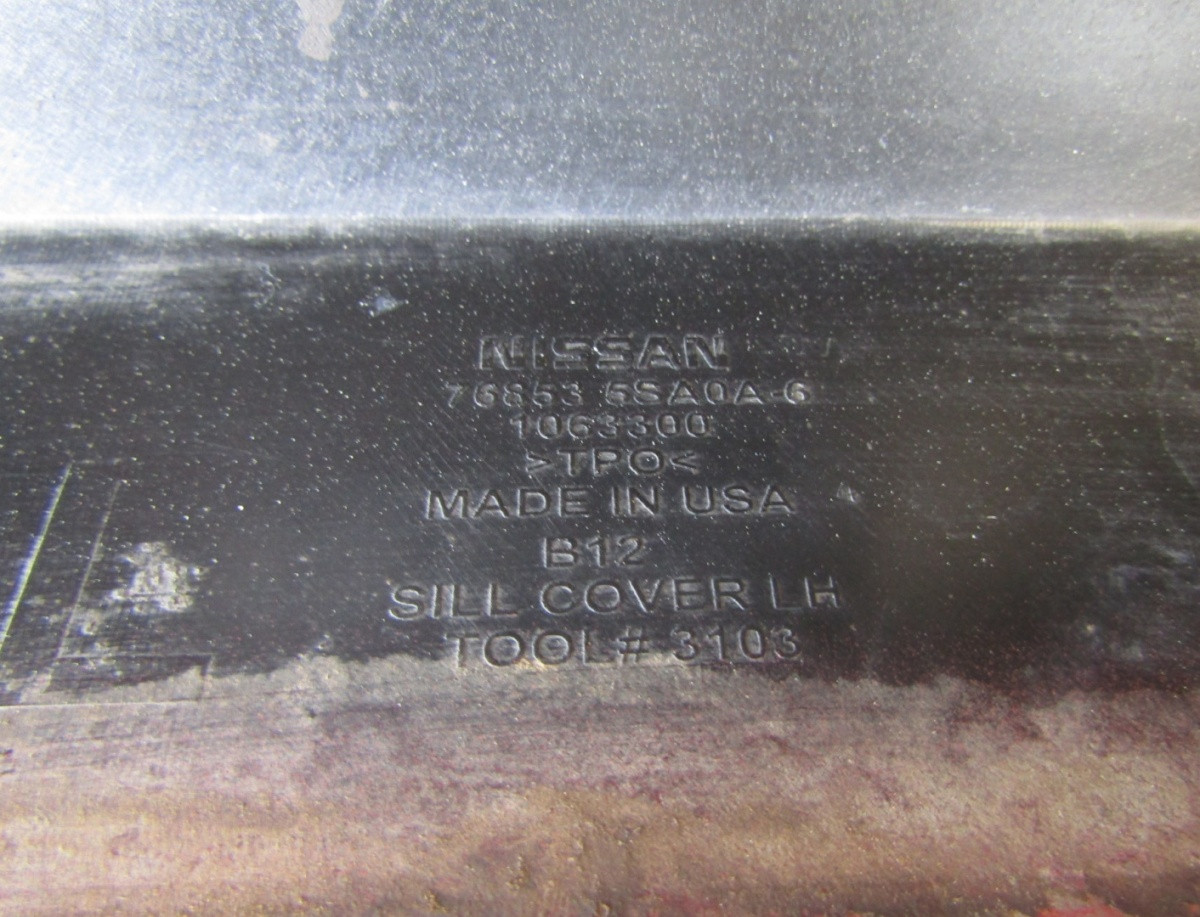 NISSAN
76853 6SA0A-6
1063300
>TPO<
MADE IN USA
B12
SILL COVER LH
TOOL# 3103